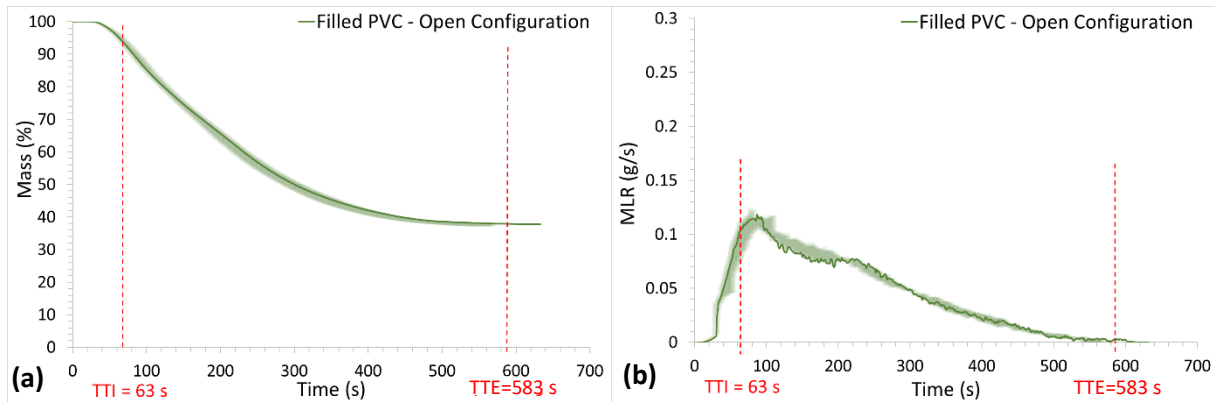 Filled PVC - Open Configuration
100
90
80
70
60
50
40
30
20
10
0
Mass (%)
0 100 200 300 400 500 600 700
Time (s)
TTI = 63 s
TTE=583 s
(a)
Filled PVC - Open Configuration
0.3
0.25
0.2
0.15
0.1
0.05
0
MLR (g/s)
0 100 200 300 400 500 600 700
Time (s)
TTI = 63 s
TTE=583 s
(b)